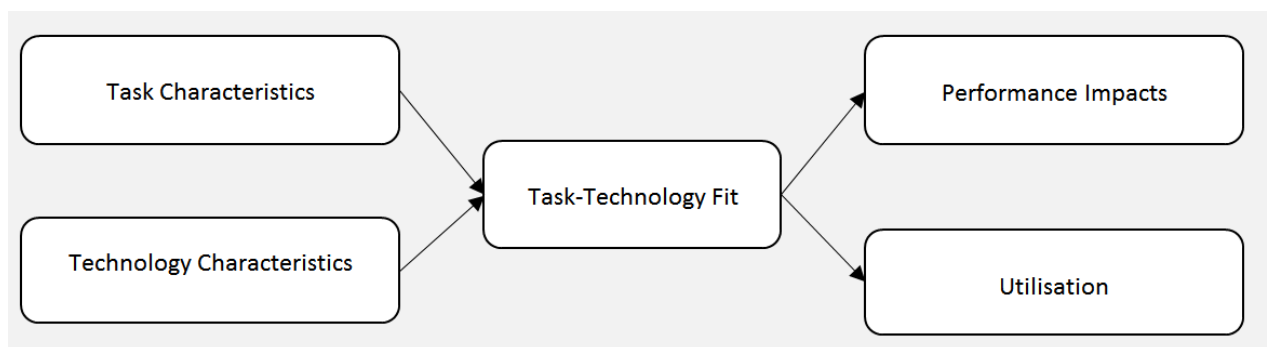 Task Characteristics
Technology Characteristics
Task-Technology Fit
Performance Impacts
Utilisation